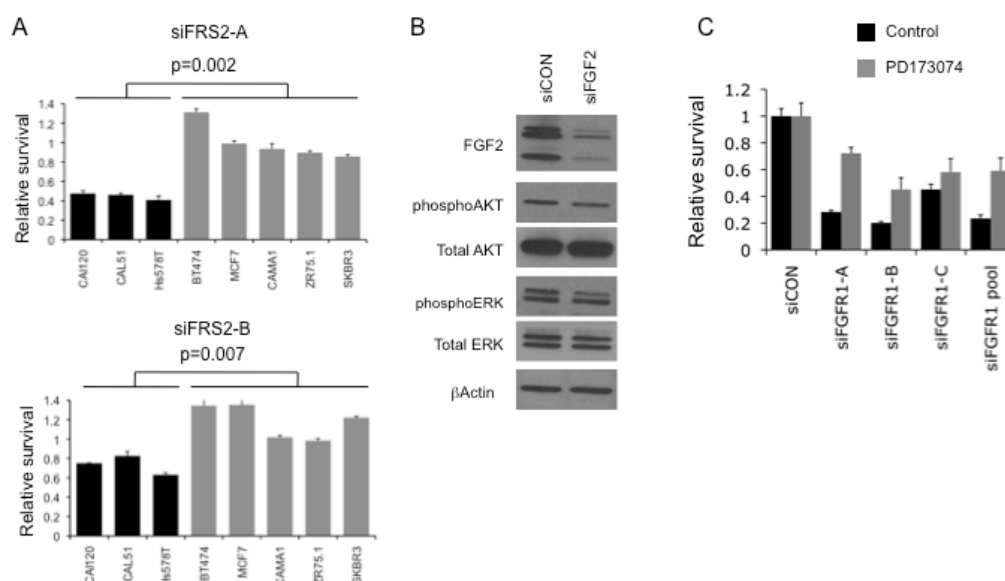 A
siFRS2-A
p=0.002
Relative survival
1.4
1.2
1
0.8
0.6
0.4
0.2
0
CAl120
CAL51
Hs578T
BT474
MCF7
CAMA1
ZR75.1
SKBR3
siFRS2-B
p=0.007
Relative survival
1.4
1.2
1
0.8
0.6
0.4
0.2
0
CAl120
CAL51
Hs578T
BT474
MCF7
CAMA1
ZR75.1
SKBR3
B
siCON
siFGF2
FGF2
phosphoAKT
Total AKT
phosphoERK
Total ERK
βActin
C
Control
PD173074
Relative survival
1.2
1
0.8
0.6
0.4
0.2
0
siCON
siFGFR1-A
siFGFR1-B
siFGFR1-C
siFGFR1 pool